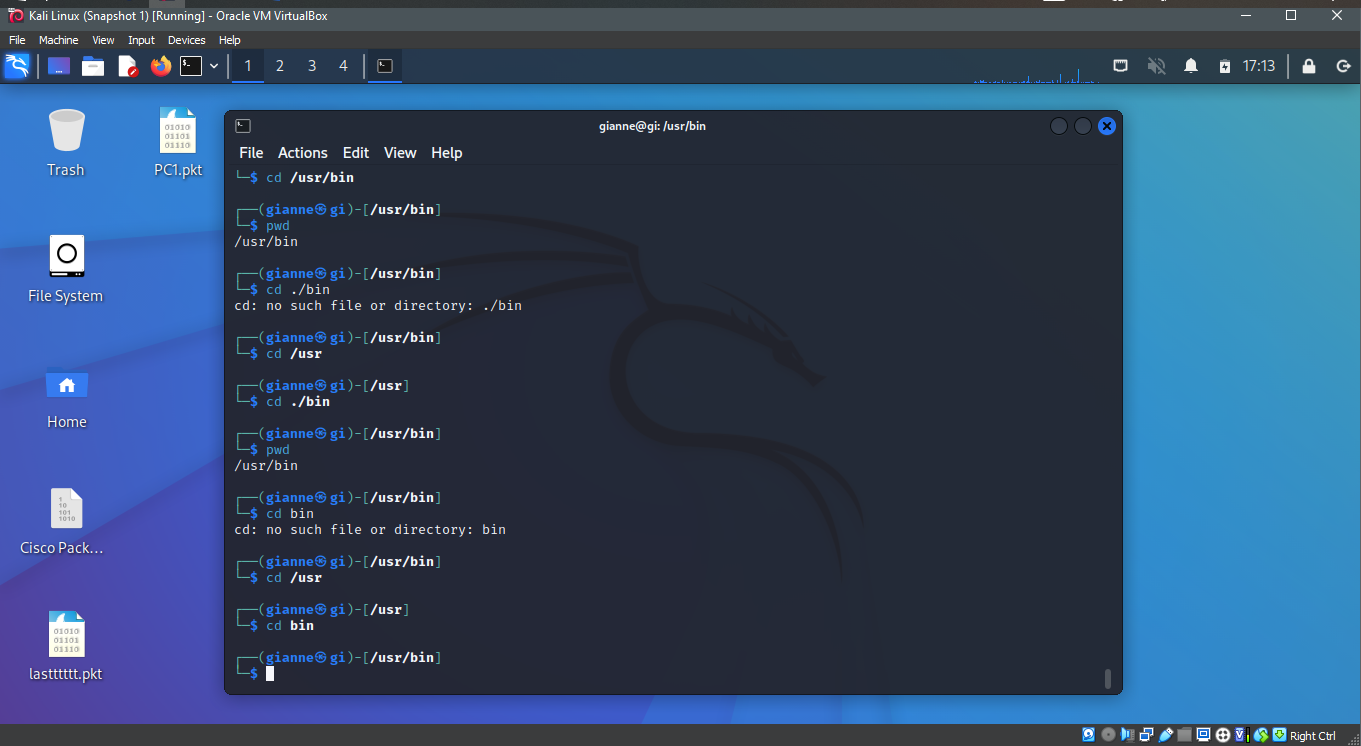 Kali Linux (Snapshot 1) [Running] - Oracle VM VirtualBox
File Machine View Input Devices Help
1 2 3 4 17:13
Trash
PC1.pkt
File System
Home
Cisco Pack...
lastttttt.pkt
gianne@gi: /usr/bin
File Actions Edit View Help
└─$ cd /usr/bin
┌──(gianne㉿gi)-[/usr/bin]
└─$ pwd
/usr/bin
┌──(gianne㉿gi)-[/usr/bin]
└─$ cd ./bin
cd: no such file or directory: ./bin
┌──(gianne㉿gi)-[/usr/bin]
└─$ cd /usr
┌──(gianne㉿gi)-[/usr]
└─$ cd ./bin
┌──(gianne㉿gi)-[/usr/bin]
└─$ pwd
/usr/bin
┌──(gianne㉿gi)-[/usr/bin]
└─$ cd bin
cd: no such file or directory: bin
┌──(gianne㉿gi)-[/usr/bin]
└─$ cd /usr
┌──(gianne㉿gi)-[/usr]
└─$ cd bin
┌──(gianne㉿gi)-[/usr/bin]
└─$
Right Ctrl